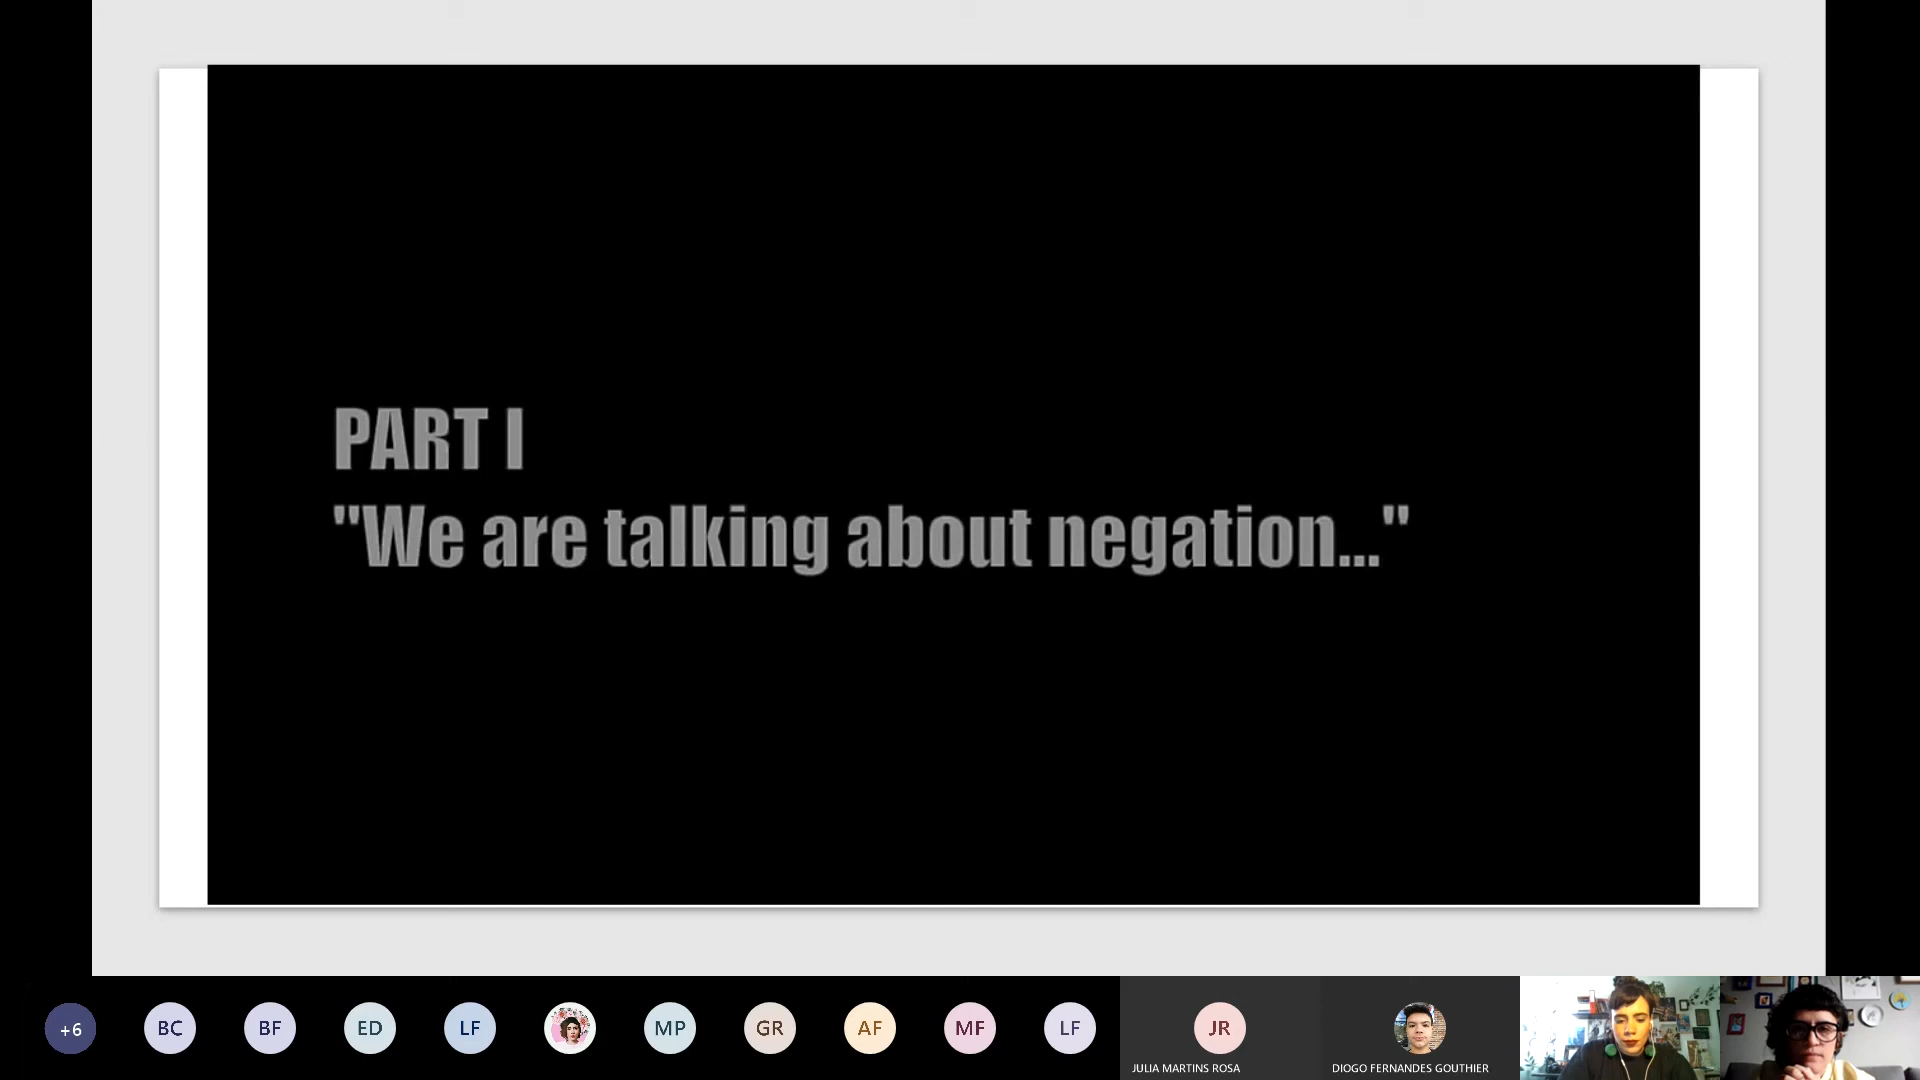 PART I
"We are talking about negation..."
+6
BC
BF
ED
LF
MP
GR
AF
MF
LF
JR
JULIA MARTINS ROSA
DIOGO FERNANDES GOUTHIER